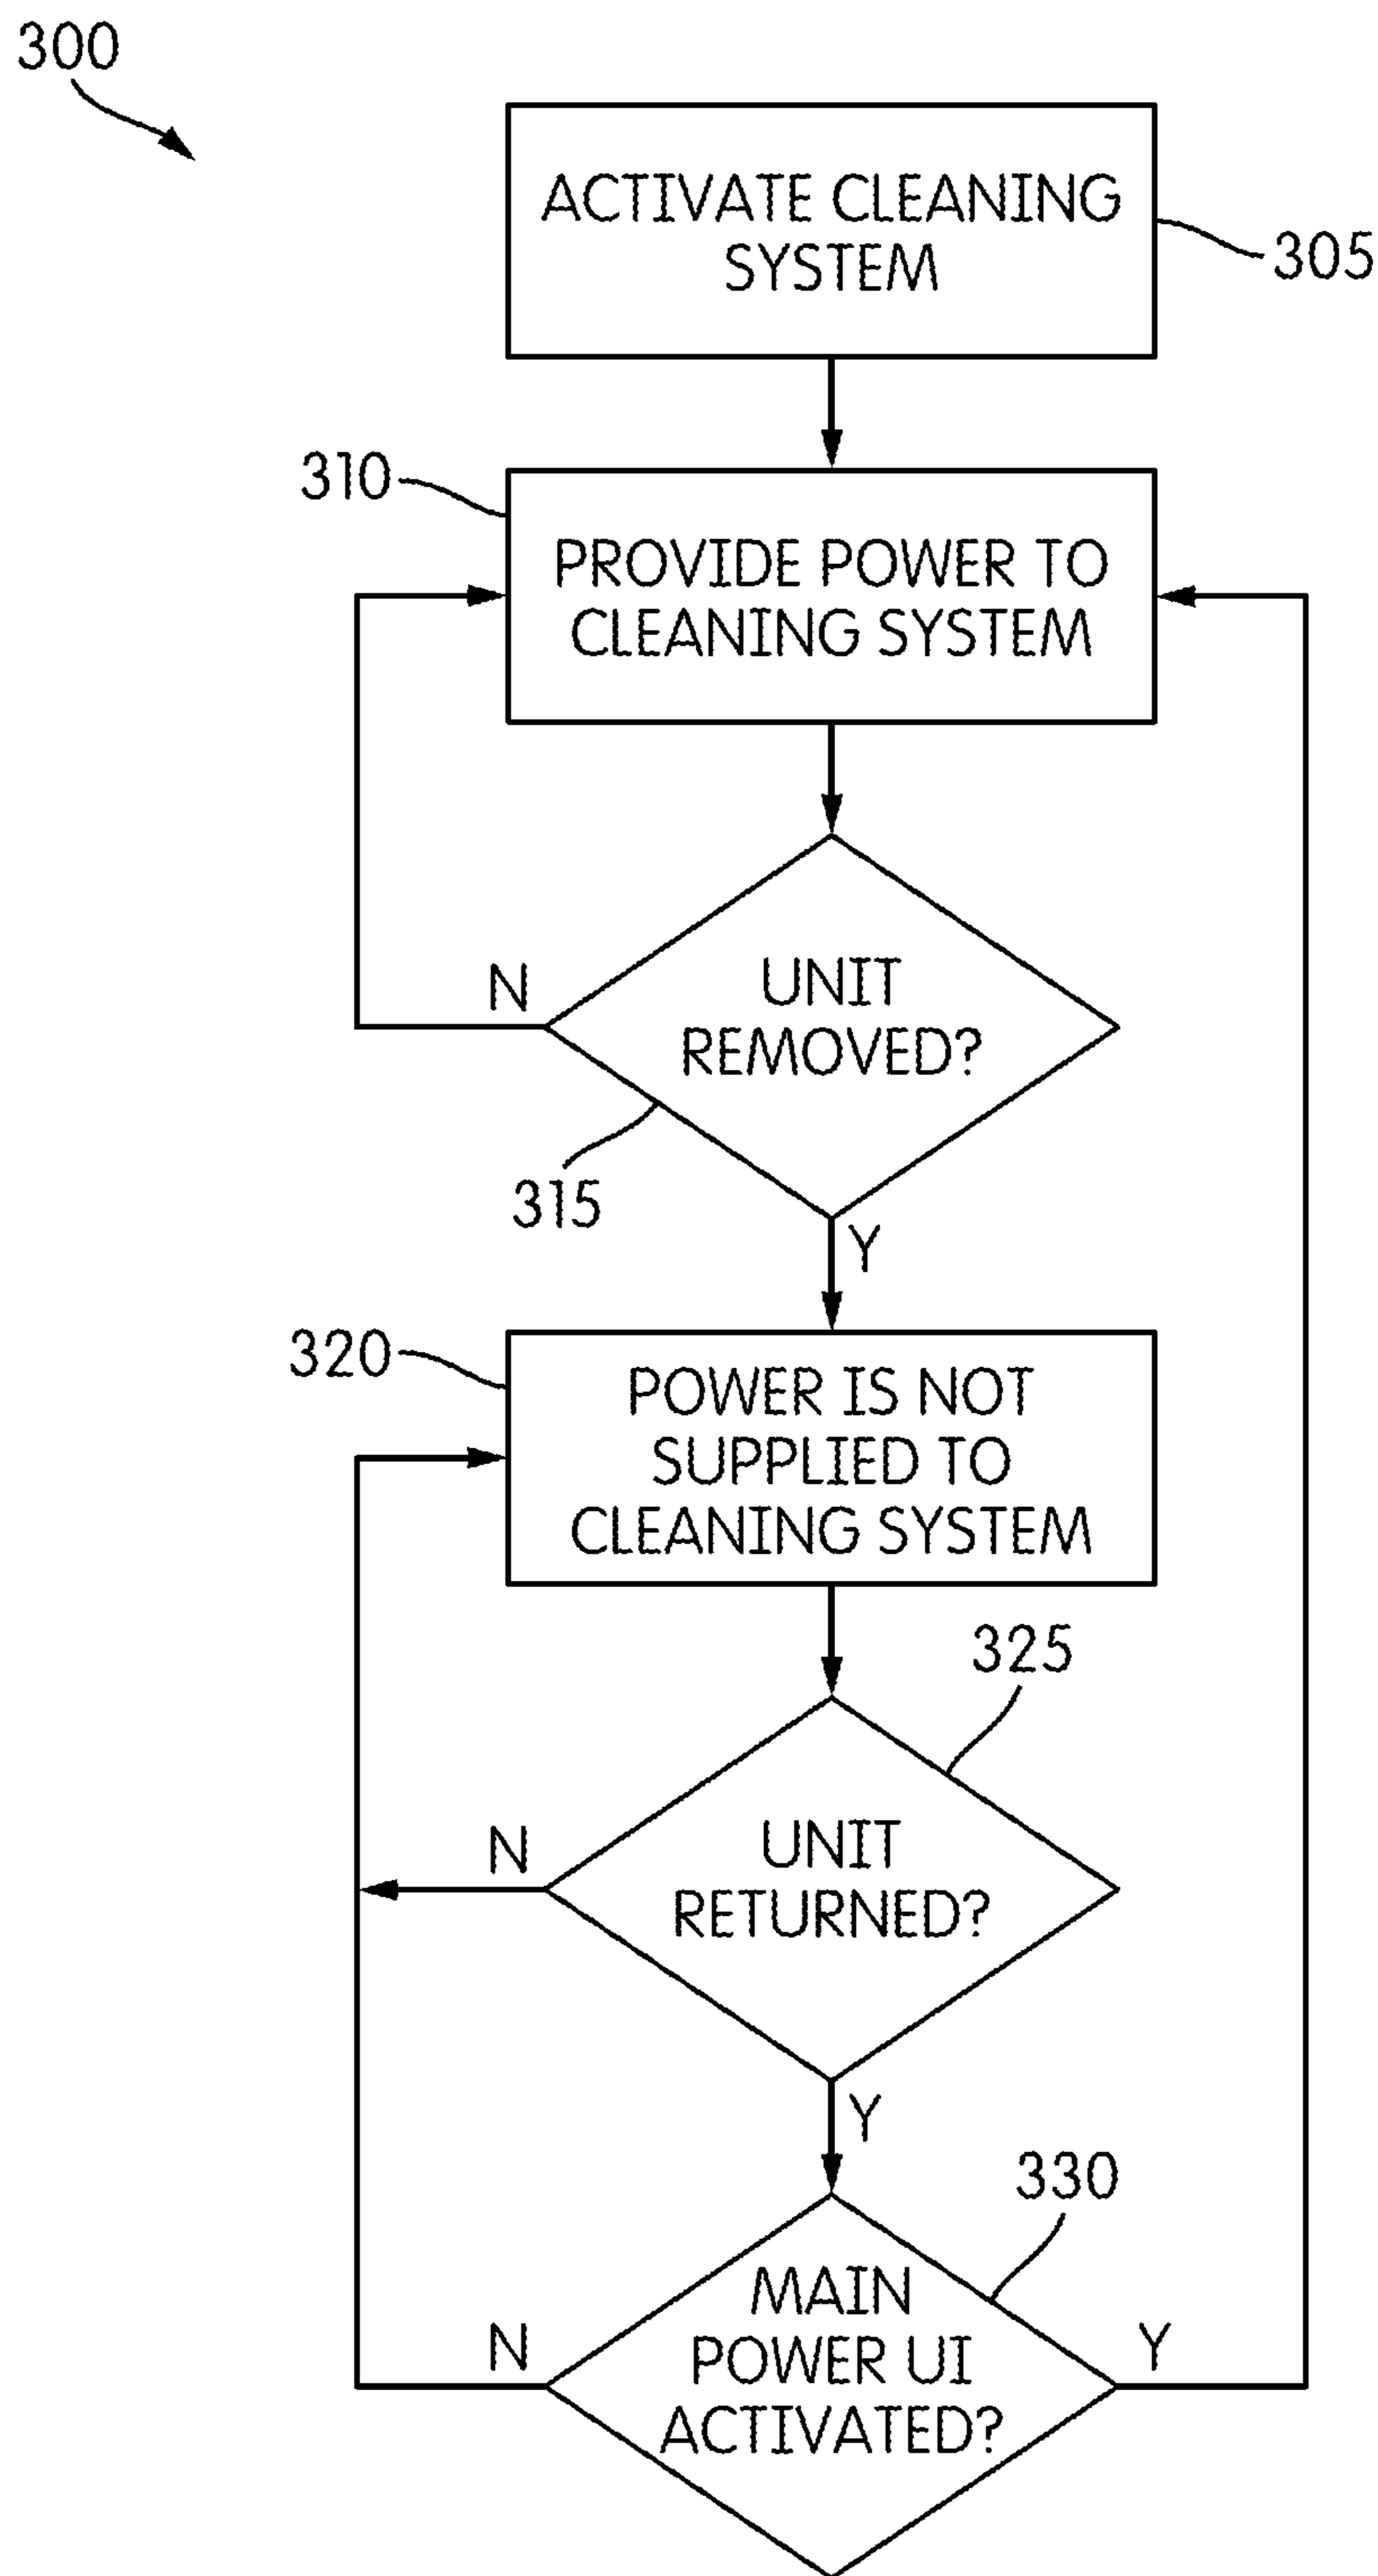 300
ACTIVATE CLEANING
SYSTEM
305
310
PROVIDE POWER TO
CLEANING SYSTEM
N
UNIT
REMOVED?
315
Y
320
POWER IS NOT
SUPPLIED TO
CLEANING SYSTEM
325
N
UNIT
RETURNED?
Y
330
N
MAIN
POWER UI
ACTIVATED?
Y